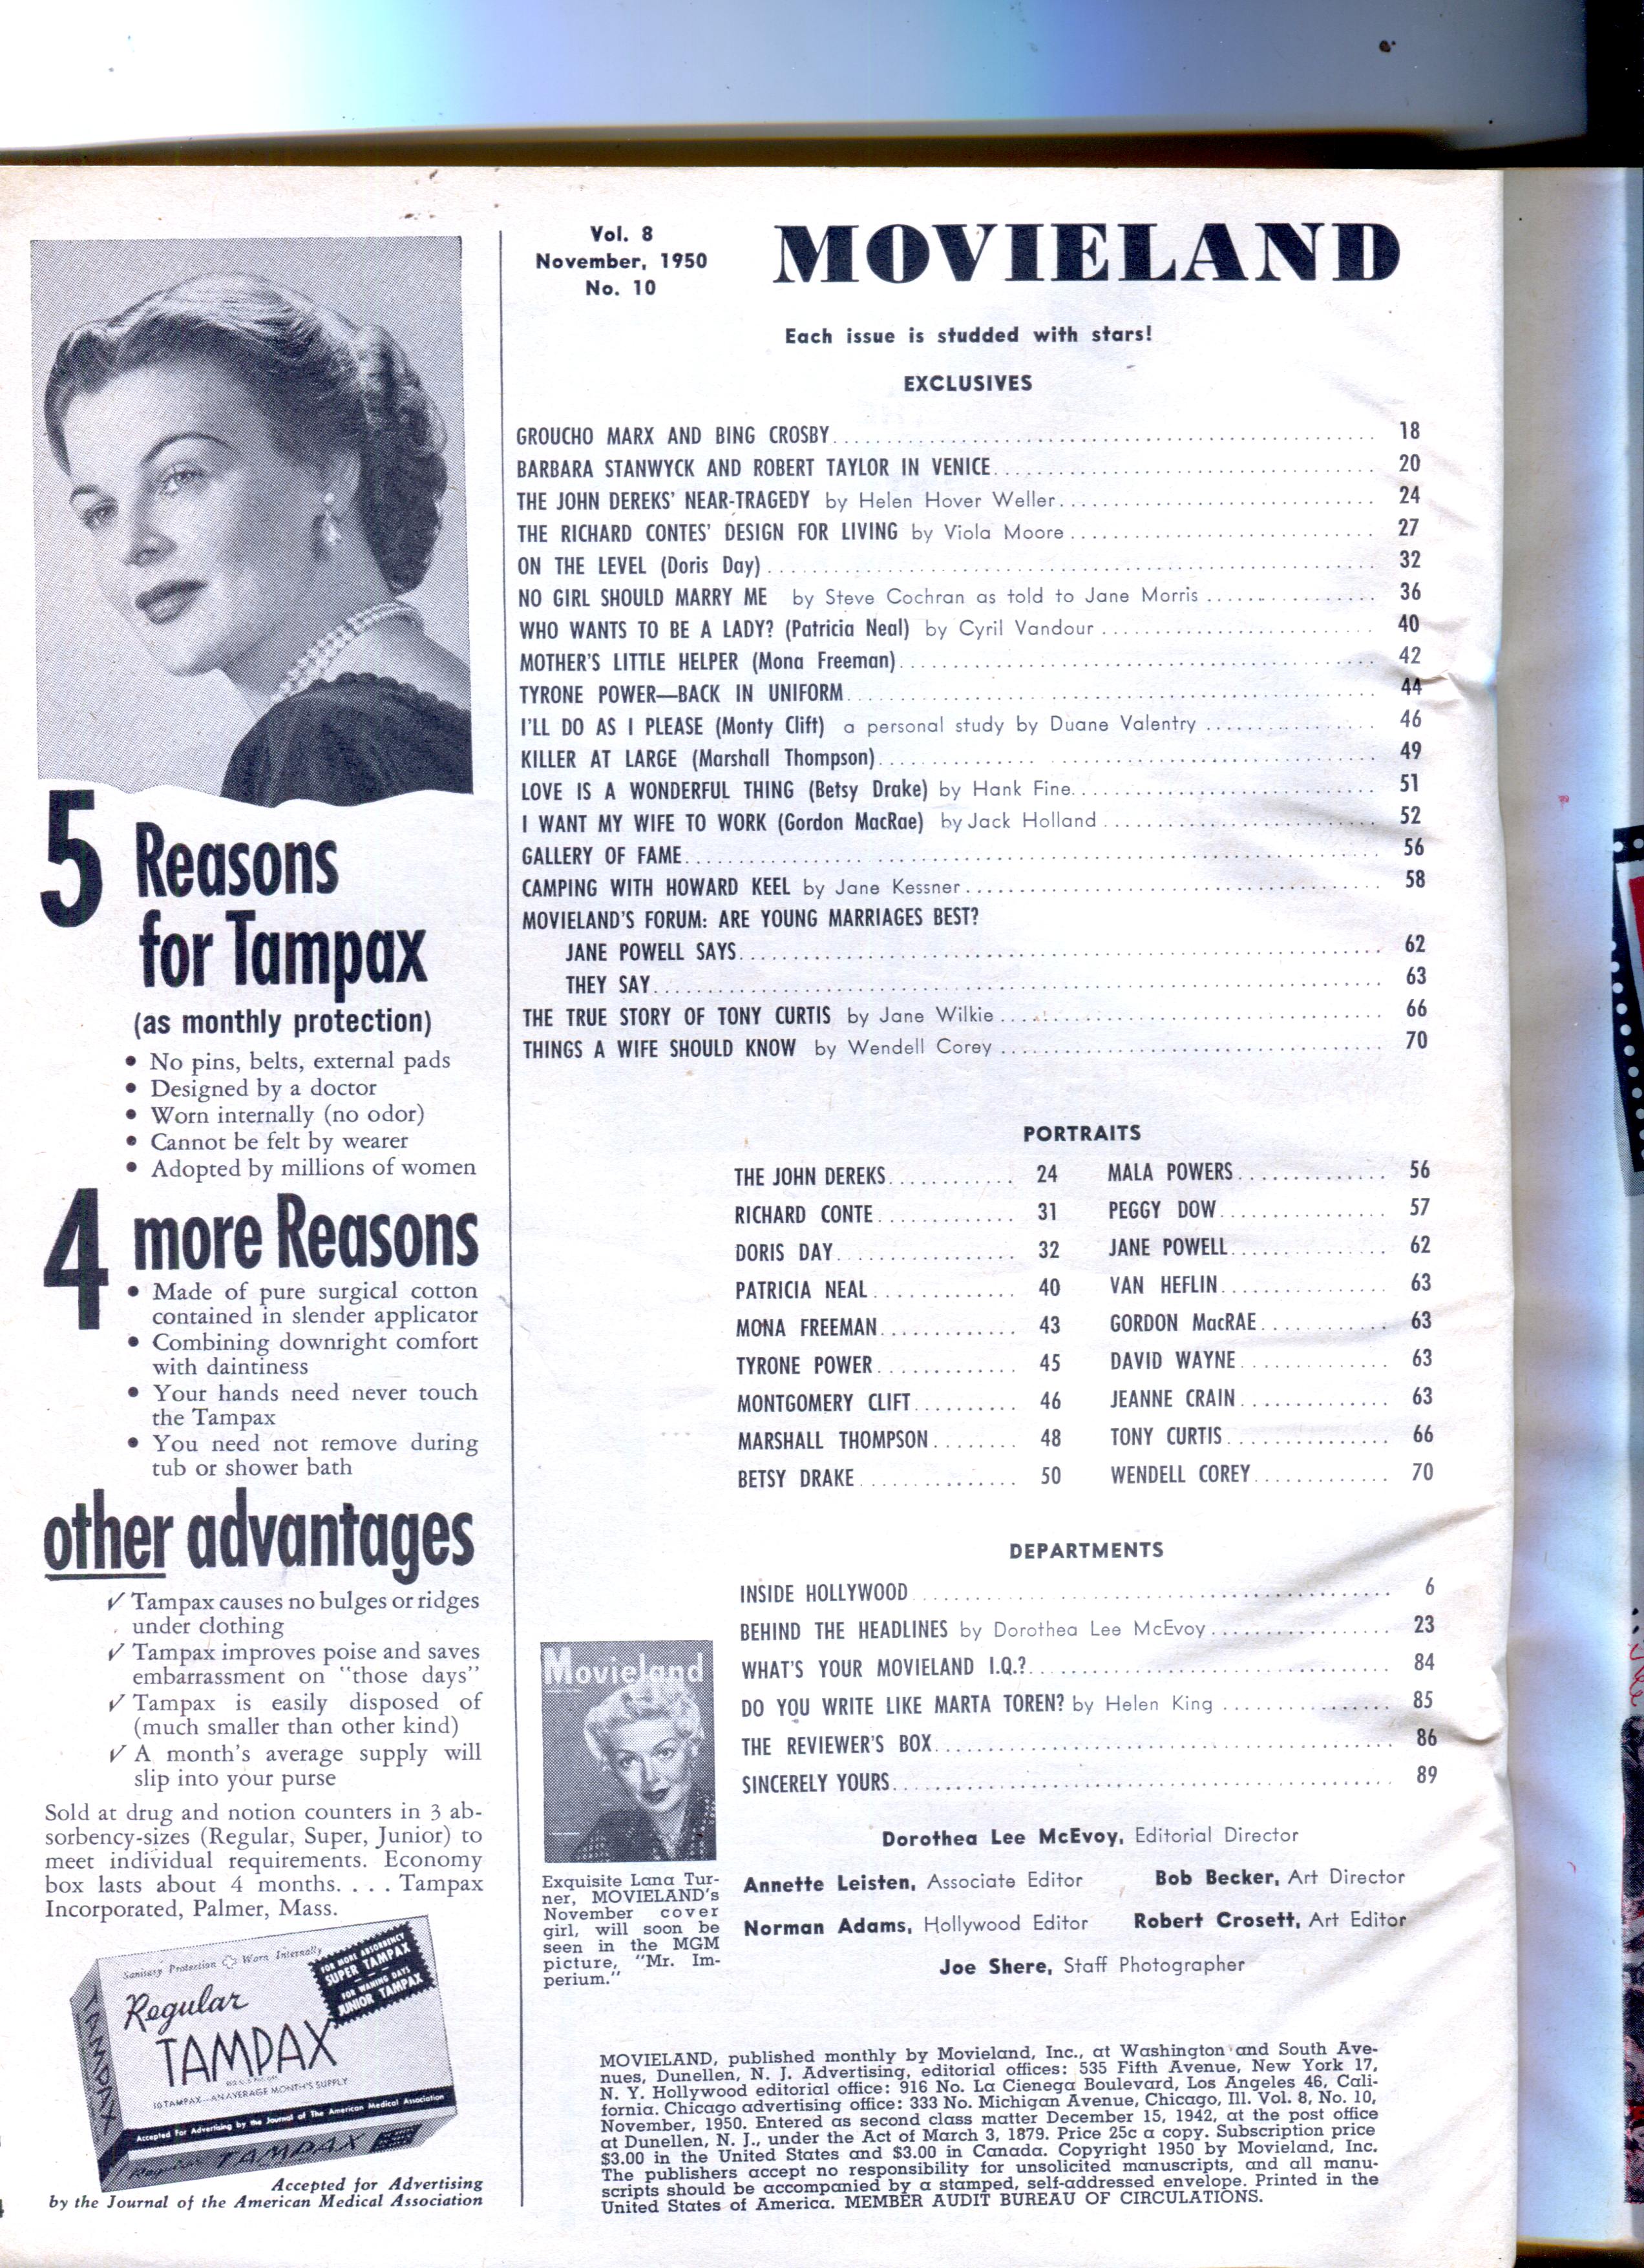 5 Reasons
for Tampax
(as monthly protection)
• No pins, belts, external pads
• Designed by a doctor
• Worn internally (no odor)
• Cannot be felt by wearer
• Adopted by millions of women
4 more Reasons
• Made of pure surgical cotton
contained in slender applicator
• Combining downright comfort
with daintiness
• Your hands need never touch
the Tampax
• You need not remove during
tub or shower bath
other advantages
✓ Tampax causes no bulges or ridges
under clothing
✓ Tampax improves poise and saves
embarrassment on "those days"
✓ Tampax is easily disposed of
(much smaller than other kind)
✓ A month's average supply will
slip into your purse
Sold at drug and notion counters in 3 ab-
sorbency-sizes (Regular, Super, Junior) to
meet individual requirements. Economy
box lasts about 4 months. . . . Tampax
Incorporated, Palmer, Mass.
Sanitary Protection Worn Internally
FOR MORE ABSORBENCY
SUPER TAMPAX
FOR WANING DAYS
JUNIOR TAMPAX
Regular
TAMPAX
10 TAMPAX—AN AVERAGE MONTH'S SUPPLY
Accepted For Advertising by the Journal of The American Medical Association
TAMPAX
Regular TAMPAX
Accepted for Advertising
by the Journal of the American Medical Association
Vol. 8
November, 1950
No. 10
MOVIELAND
Each issue is studded with stars!
EXCLUSIVES
GROUCHO MARX AND BING CROSBY 18
BARBARA STANWYCK AND ROBERT TAYLOR IN VENICE 20
THE JOHN DEREKS' NEAR-TRAGEDY by Helen Hover Weller 24
THE RICHARD CONTES' DESIGN FOR LIVING by Viola Moore 27
ON THE LEVEL (Doris Day) 32
NO GIRL SHOULD MARRY ME by Steve Cochran as told to Jane Morris 36
WHO WANTS TO BE A LADY? (Patricia Neal) by Cyril Vandour 40
MOTHER'S LITTLE HELPER (Mona Freeman) 42
TYRONE POWER—BACK IN UNIFORM 44
I'LL DO AS I PLEASE (Monty Clift) a personal study by Duane Valentry 46
KILLER AT LARGE (Marshall Thompson) 49
LOVE IS A WONDERFUL THING (Betsy Drake) by Hank Fine 51
I WANT MY WIFE TO WORK (Gordon MacRae) by Jack Holland 52
GALLERY OF FAME 56
CAMPING WITH HOWARD KEEL by Jane Kessner 58
MOVIELAND'S FORUM: ARE YOUNG MARRIAGES BEST?
JANE POWELL SAYS 62
THEY SAY 63
THE TRUE STORY OF TONY CURTIS by Jane Wilkie 66
THINGS A WIFE SHOULD KNOW by Wendell Corey 70
PORTRAITS
THE JOHN DEREKS 24
RICHARD CONTE 31
DORIS DAY 32
PATRICIA NEAL 40
MONA FREEMAN 43
TYRONE POWER 45
MONTGOMERY CLIFT 46
MARSHALL THOMPSON 48
BETSY DRAKE 50
MALA POWERS 56
PEGGY DOW 57
JANE POWELL 62
VAN HEFLIN 63
GORDON MacRAE 63
DAVID WAYNE 63
JEANNE CRAIN 63
TONY CURTIS 66
WENDELL COREY 70
DEPARTMENTS
INSIDE HOLLYWOOD 6
BEHIND THE HEADLINES by Dorothea Lee McEvoy 23
WHAT'S YOUR MOVIELAND I.Q.? 84
DO YOU WRITE LIKE MARTA TOREN? by Helen King 85
THE REVIEWER'S BOX 86
SINCERELY YOURS 89
Movieland
Exquisite Lana Tur-
ner, MOVIELAND's
November cover
girl, will soon be
seen in the MGM
picture, "Mr. Im-
perium."
Dorothea Lee McEvoy, Editorial Director
Annette Leisten, Associate Editor Bob Becker, Art Director
Norman Adams, Hollywood Editor Robert Crosett, Art Editor
Joe Shere, Staff Photographer
MOVIELAND, published monthly by Movieland, Inc., at Washington and South Ave-
nues, Dunellen, N. J. Advertising, editorial offices: 535 Fifth Avenue, New York 17,
N. Y. Hollywood editorial office: 916 No. La Cienega Boulevard, Los Angeles 46, Cali-
fornia. Chicago advertising office: 333 No. Michigan Avenue, Chicago, Ill. Vol. 8, No. 10,
November, 1950. Entered as second class matter December 15, 1942, at the post office
at Dunellen, N. J., under the Act of March 3, 1879. Price 25c a copy. Subscription price
$3.00 in the United States and $3.00 in Canada. Copyright 1950 by Movieland, Inc.
The publishers accept no responsibility for unsolicited manuscripts, and all manu-
scripts should be accompanied by a stamped, self-addressed envelope. Printed in the
United States of America. MEMBER AUDIT BUREAU OF CIRCULATIONS.